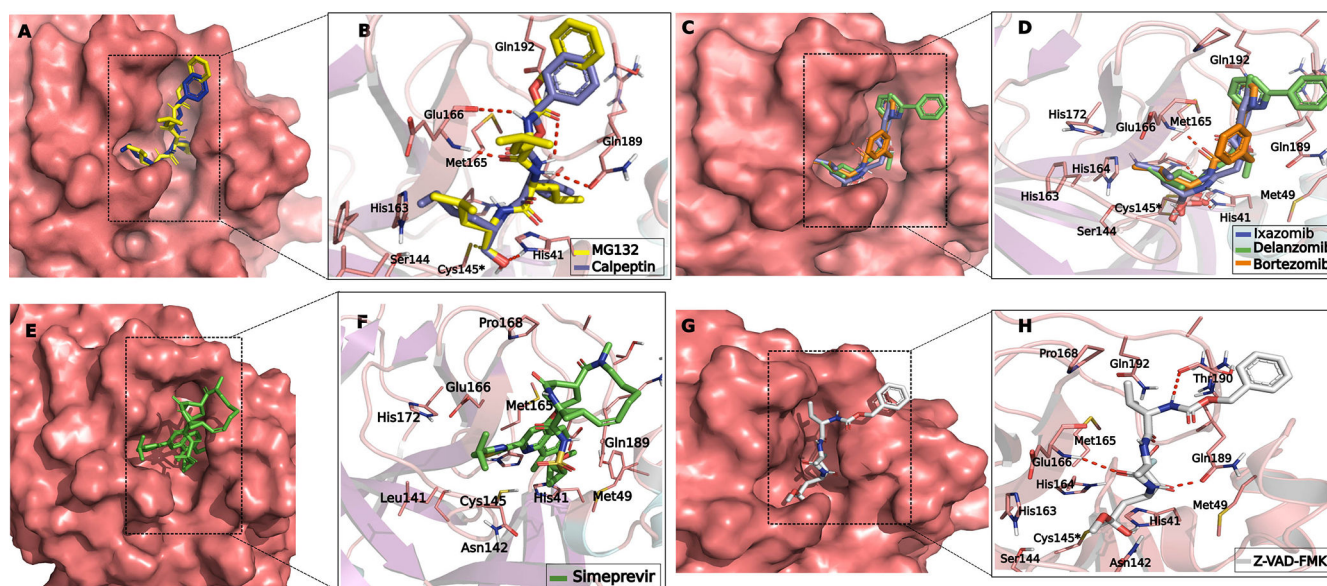 A
B
Gln192
Glu166
Met165
Gln189
His163
Ser144
Cys145*
His41
MG132
Calpeptin
C
D
Gln192
His172
Glu166
Met165
Gln189
His164
His163
Met49
Cys145*
His41
Ser144
Ixazomib
Delanzomib
Bortezomib
E
F
Pro168
Glu166
His172
Met165
Gln189
Leu141
Cys145
His41
Met49
Asn142
Simeprevir
G
H
Pro168
Gln192
Thr190
Met165
Glu166
Gln189
His164
Met49
His163
His41
Cys145*
Ser144
Asn142
Z-VAD-FMK